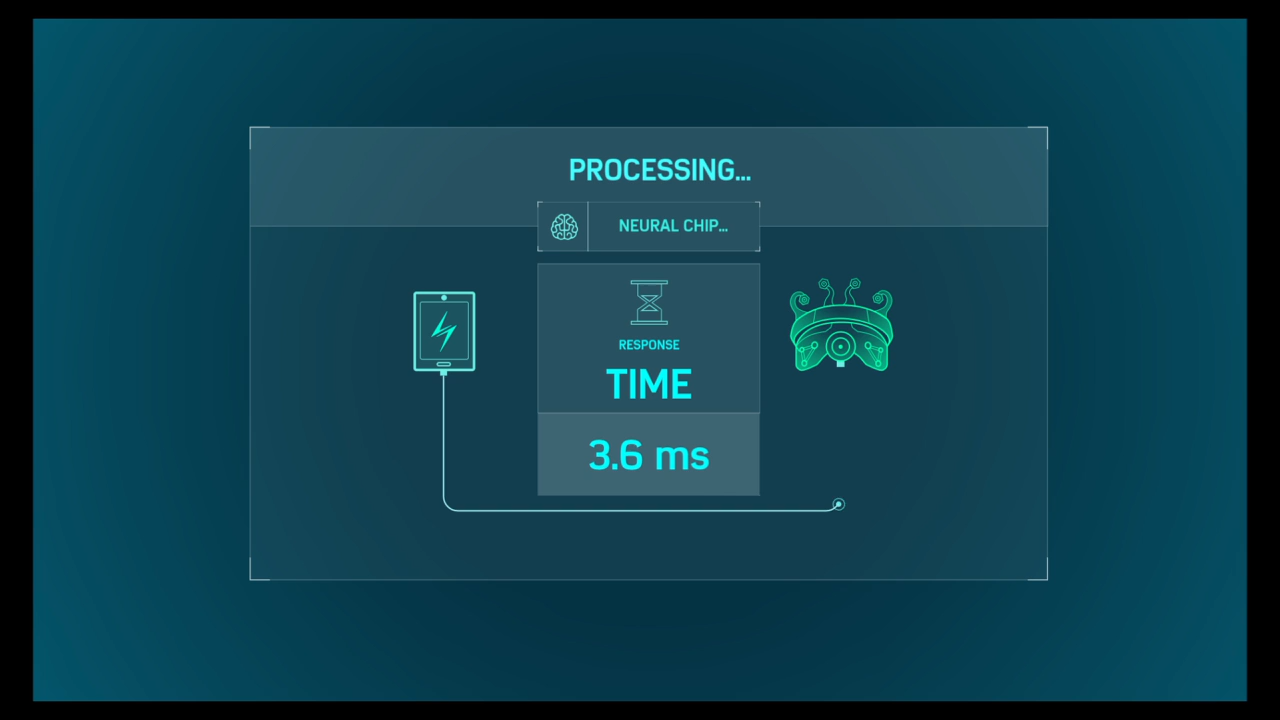 PROCESSING...
NEURAL CHIP...
RESPONSE
TIME
3.6 ms